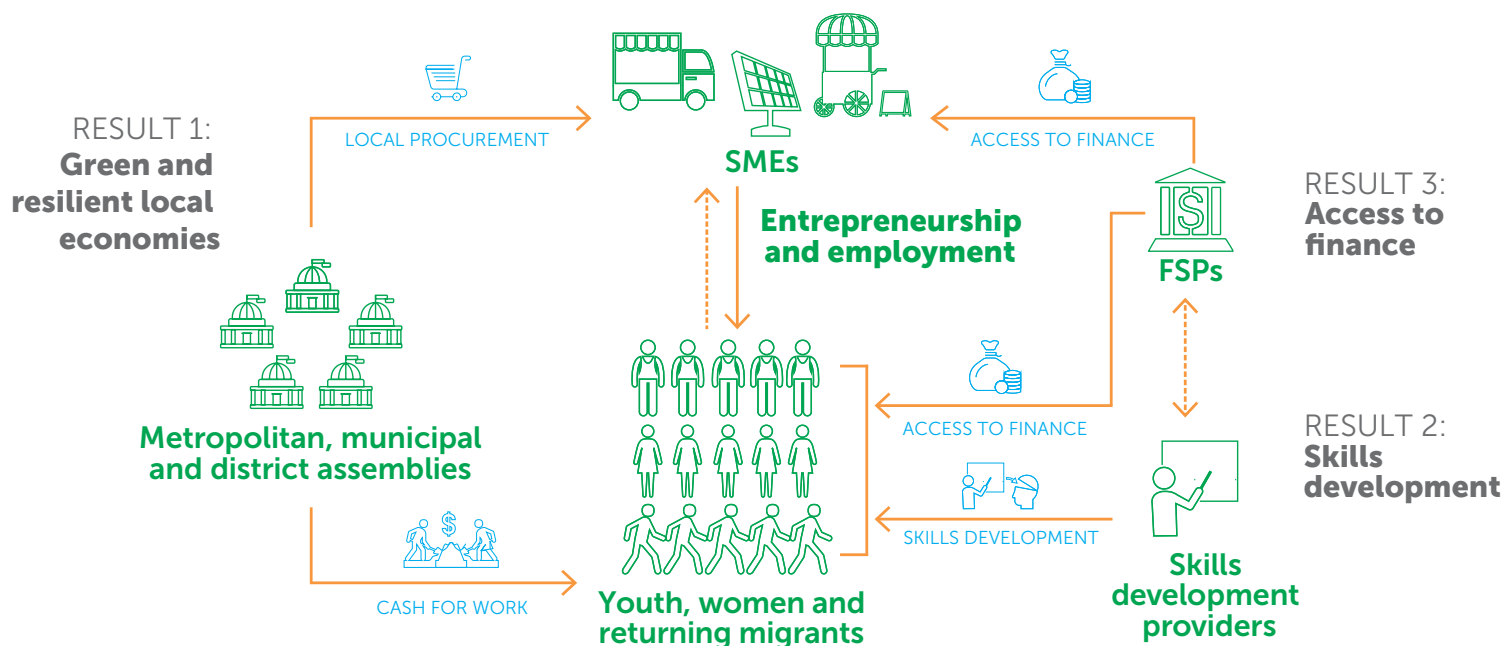 RESULT 1:
Green and
resilient local
economies
LOCAL PROCUREMENT
SMEs
ACCESS TO FINANCE
Entrepreneurship
and employment
$
FSPs
RESULT 3:
Access to
finance
Metropolitan, municipal
and district assemblies
ACCESS TO FINANCE
RESULT 2:
Skills
development
SKILLS DEVELOPMENT
$
CASH FOR WORK
Youth, women and
returning migrants
Skills
development
providers